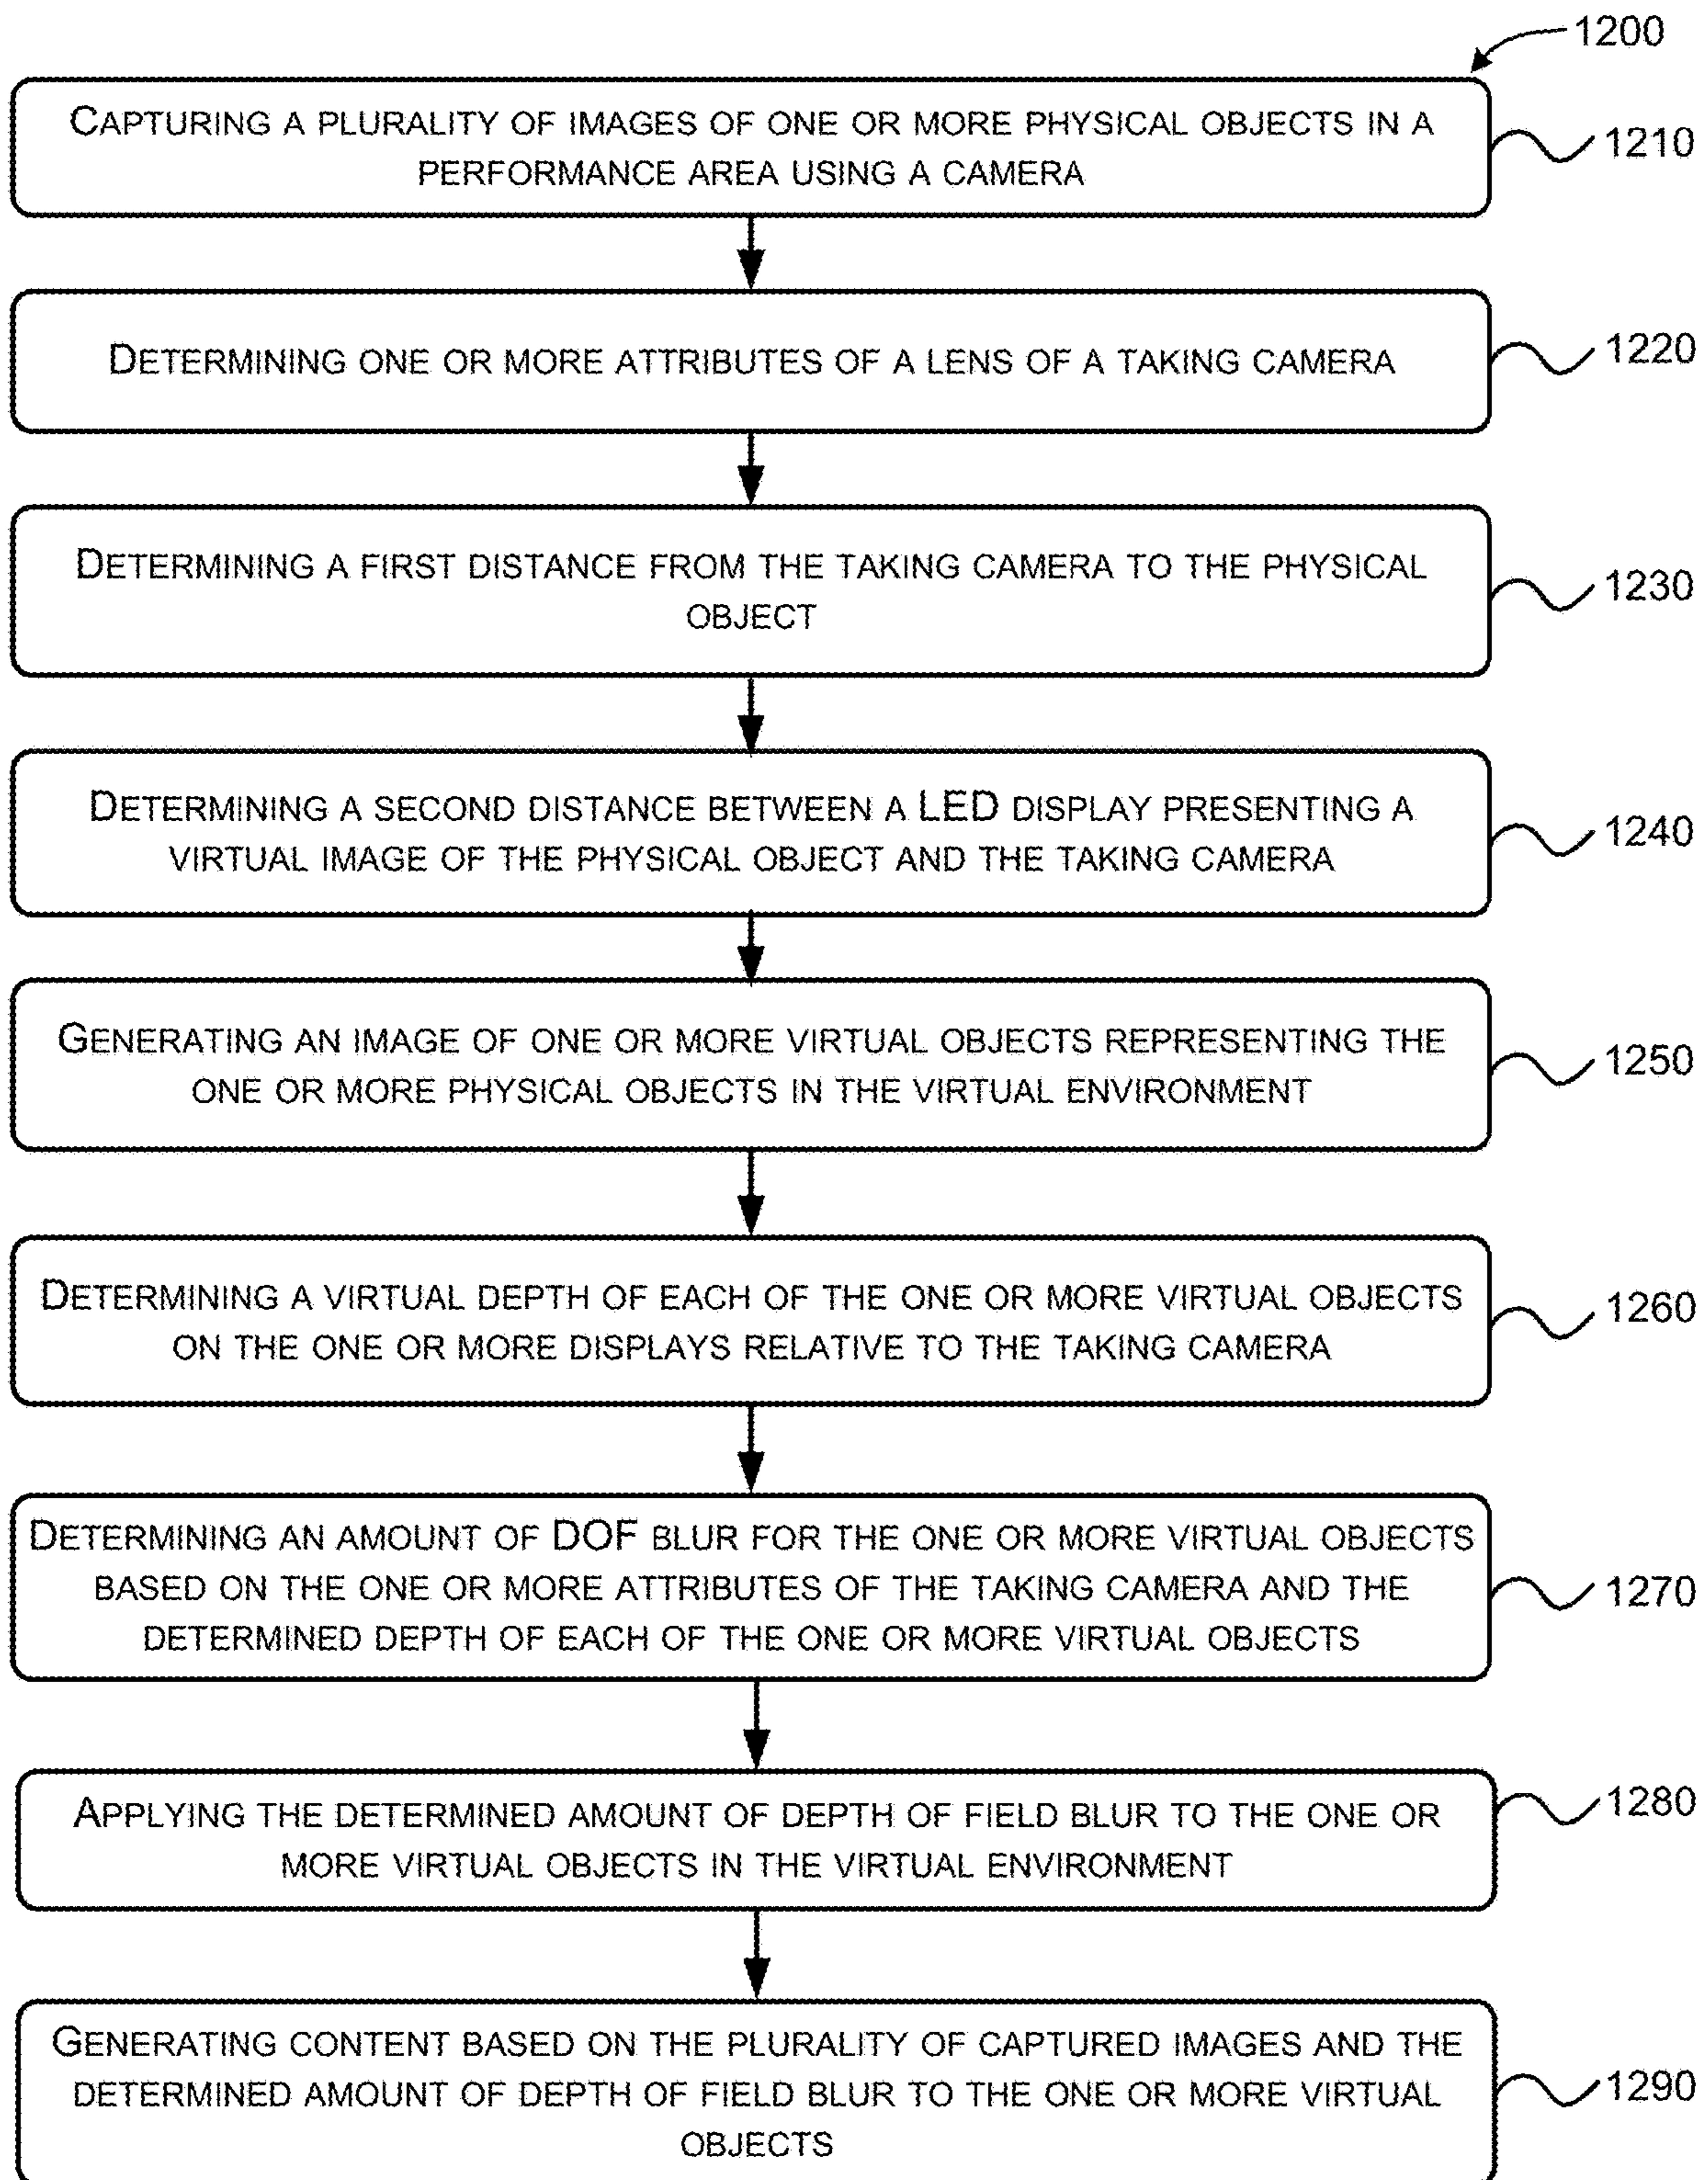 1200
CAPTURING A PLURALITY OF IMAGES OF ONE OR MORE PHYSICAL OBJECTS IN A
PERFORMANCE AREA USING A CAMERA
1210
DETERMINING ONE OR MORE ATTRIBUTES OF A LENS OF A TAKING CAMERA
1220
DETERMINING A FIRST DISTANCE FROM THE TAKING CAMERA TO THE PHYSICAL
OBJECT
1230
DETERMINING A SECOND DISTANCE BETWEEN A LED DISPLAY PRESENTING A
VIRTUAL IMAGE OF THE PHYSICAL OBJECT AND THE TAKING CAMERA
1240
GENERATING AN IMAGE OF ONE OR MORE VIRTUAL OBJECTS REPRESENTING THE
ONE OR MORE PHYSICAL OBJECTS IN THE VIRTUAL ENVIRONMENT
1250
DETERMINING A VIRTUAL DEPTH OF EACH OF THE ONE OR MORE VIRTUAL OBJECTS
ON THE ONE OR MORE DISPLAYS RELATIVE TO THE TAKING CAMERA
1260
DETERMINING AN AMOUNT OF DOF BLUR FOR THE ONE OR MORE VIRTUAL OBJECTS
BASED ON THE ONE OR MORE ATTRIBUTES OF THE TAKING CAMERA AND THE
DETERMINED DEPTH OF EACH OF THE ONE OR MORE VIRTUAL OBJECTS
1270
APPLYING THE DETERMINED AMOUNT OF DEPTH OF FIELD BLUR TO THE ONE OR
MORE VIRTUAL OBJECTS IN THE VIRTUAL ENVIRONMENT
1280
GENERATING CONTENT BASED ON THE PLURALITY OF CAPTURED IMAGES AND THE
DETERMINED AMOUNT OF DEPTH OF FIELD BLUR TO THE ONE OR MORE VIRTUAL
OBJECTS
1290